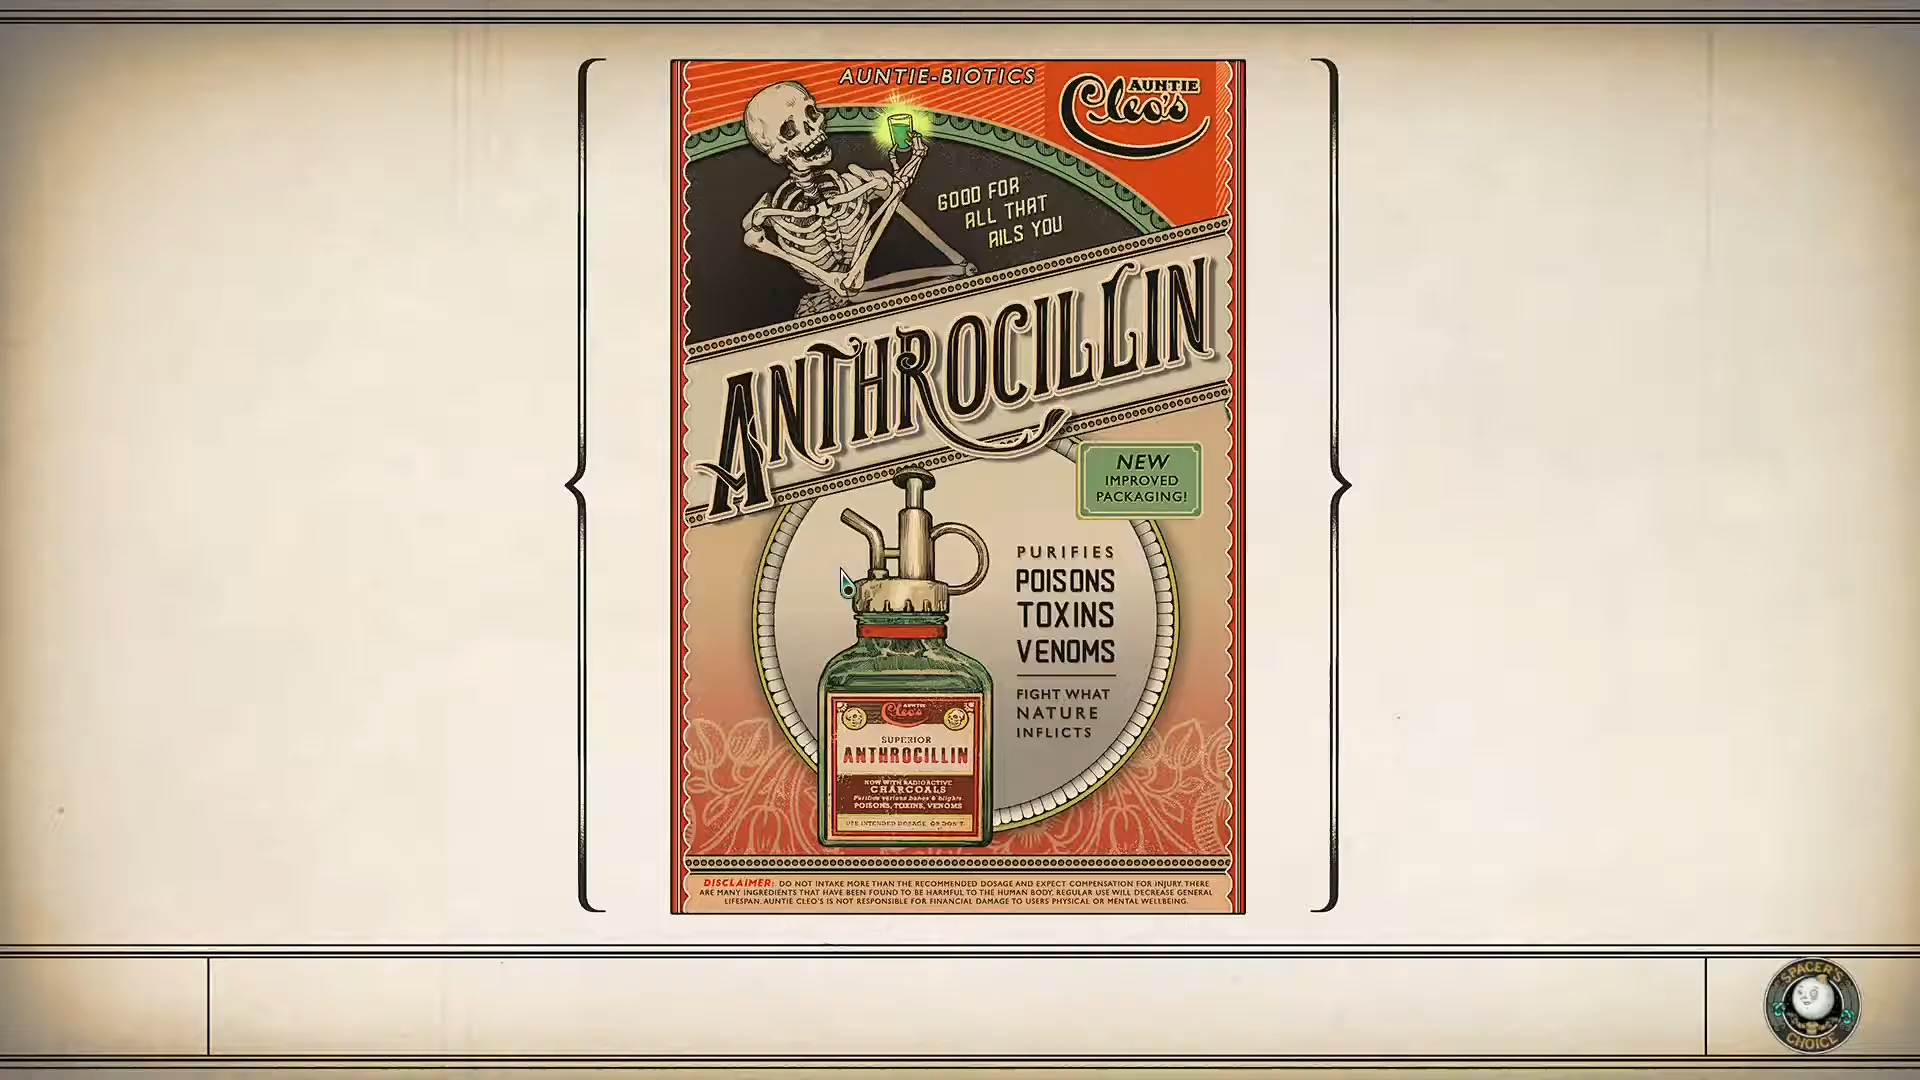 AUNTIE-BIOTICS
AUNTIE
Cleo's
GOOD FOR
ALL THAT
AILS YOU
ANTHROCILLIN
NEW
IMPROVED
PACKAGING!
PURIFIES
POISONS
TOXINS
VENOMS
FIGHT WHAT
NATURE
INFLICTS
AUNTIE
Cleo's
SUPERIOR
ANTHROCILLIN
NOW WITH RADIOACTIVE
CHARCOALS
Purifies various banes & blights
POISONS, TOXINS, VENOMS
USE INTENDED DOSAGE, OR DON'T.
DISCLAIMER: DO NOT INTAKE MORE THAN THE RECOMMENDED DOSAGE AND EXPECT COMPENSATION FOR INJURY. THERE
ARE MANY INGREDIENTS THAT HAVE BEEN FOUND TO BE HARMFUL TO THE HUMAN BODY. REGULAR USE WILL DECREASE GENERAL
LIFESPAN. AUNTIE CLEO'S IS NOT RESPONSIBLE FOR FINANCIAL DAMAGE TO USERS PHYSICAL OR MENTAL WELLBEING.
SPACER'S
CHOICE